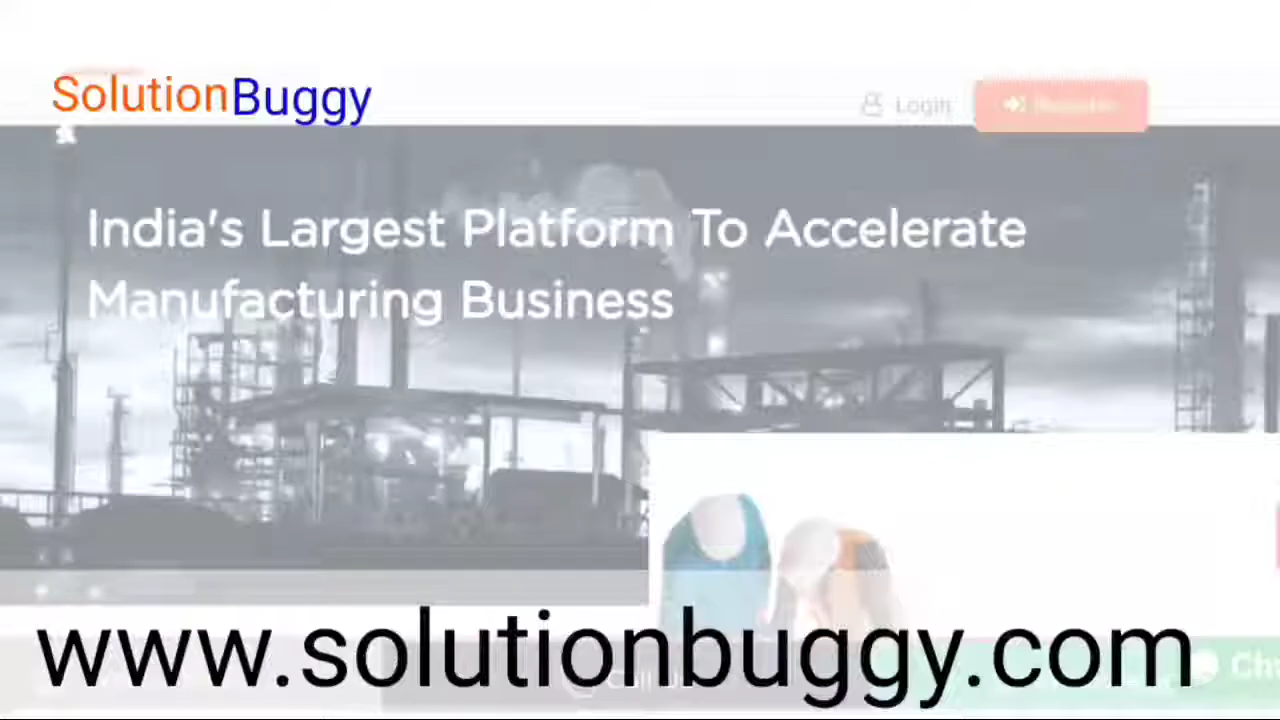 SolutionBuggy
Login
India's Largest Platform To Accelerate
Manufacturing Business
www.solutionbuggy.com